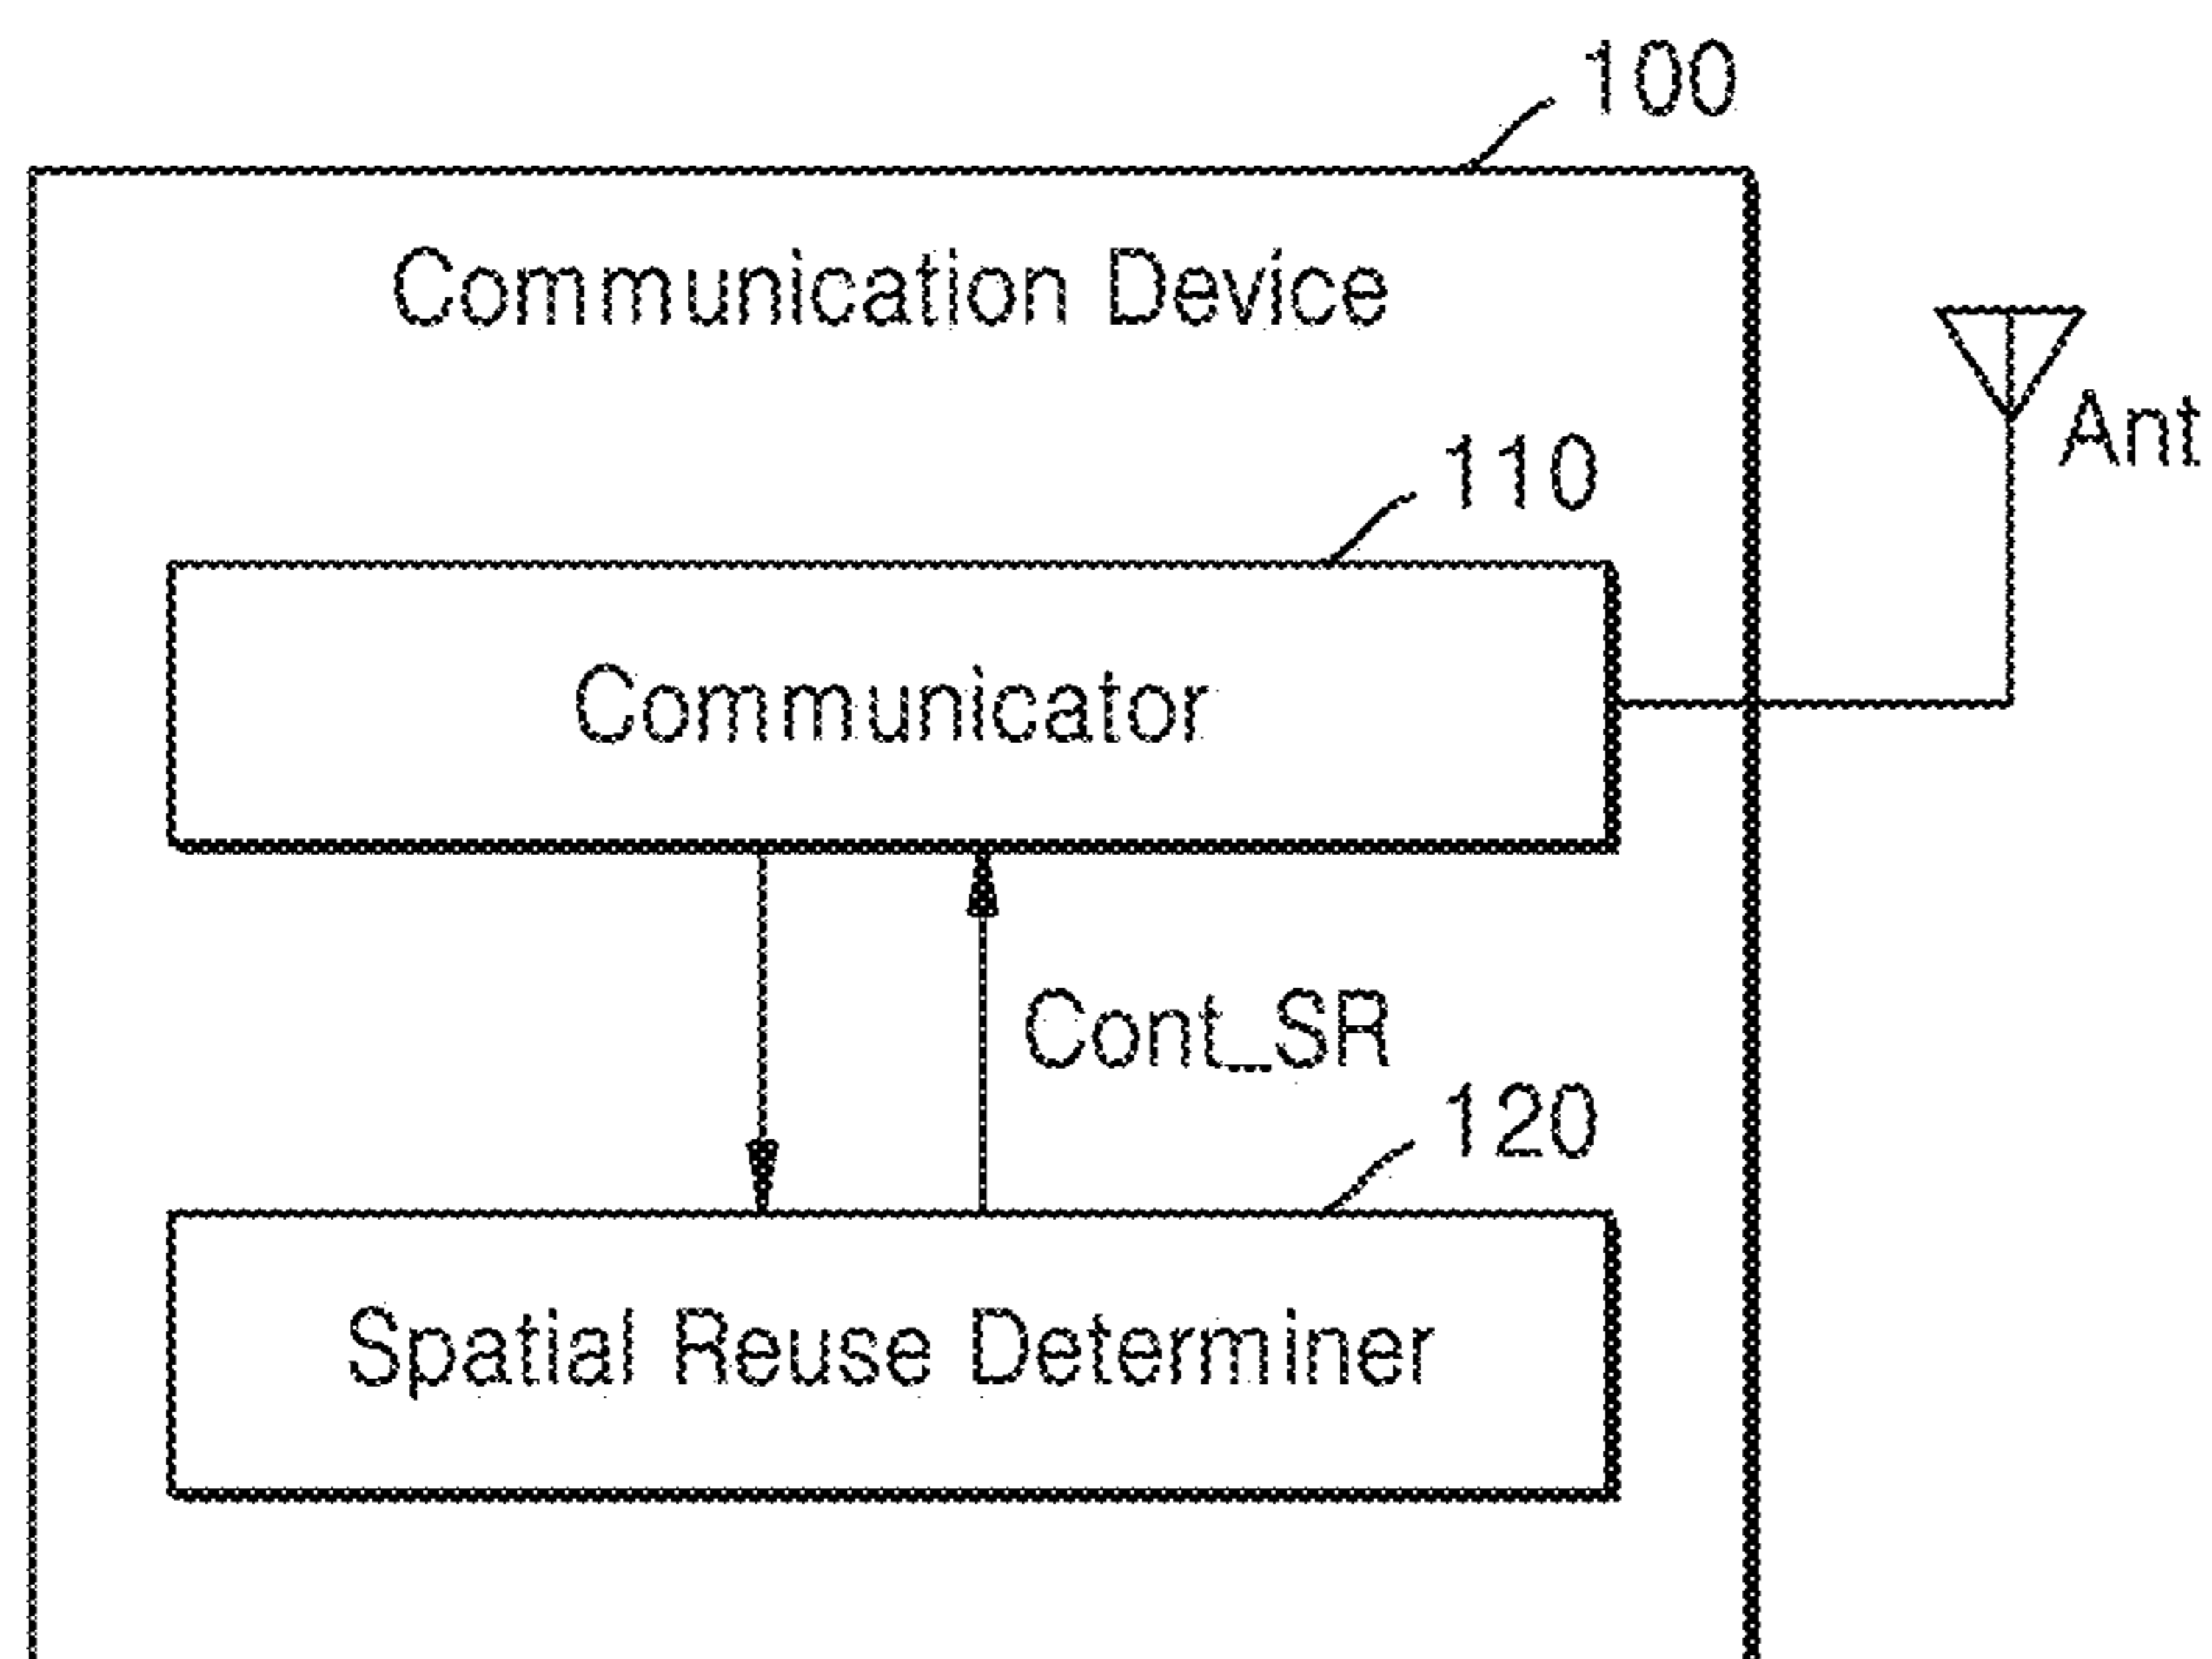 100
Communication Device
Ant
110
Communicator
Cont_SR
120
Spatial Reuse Determiner